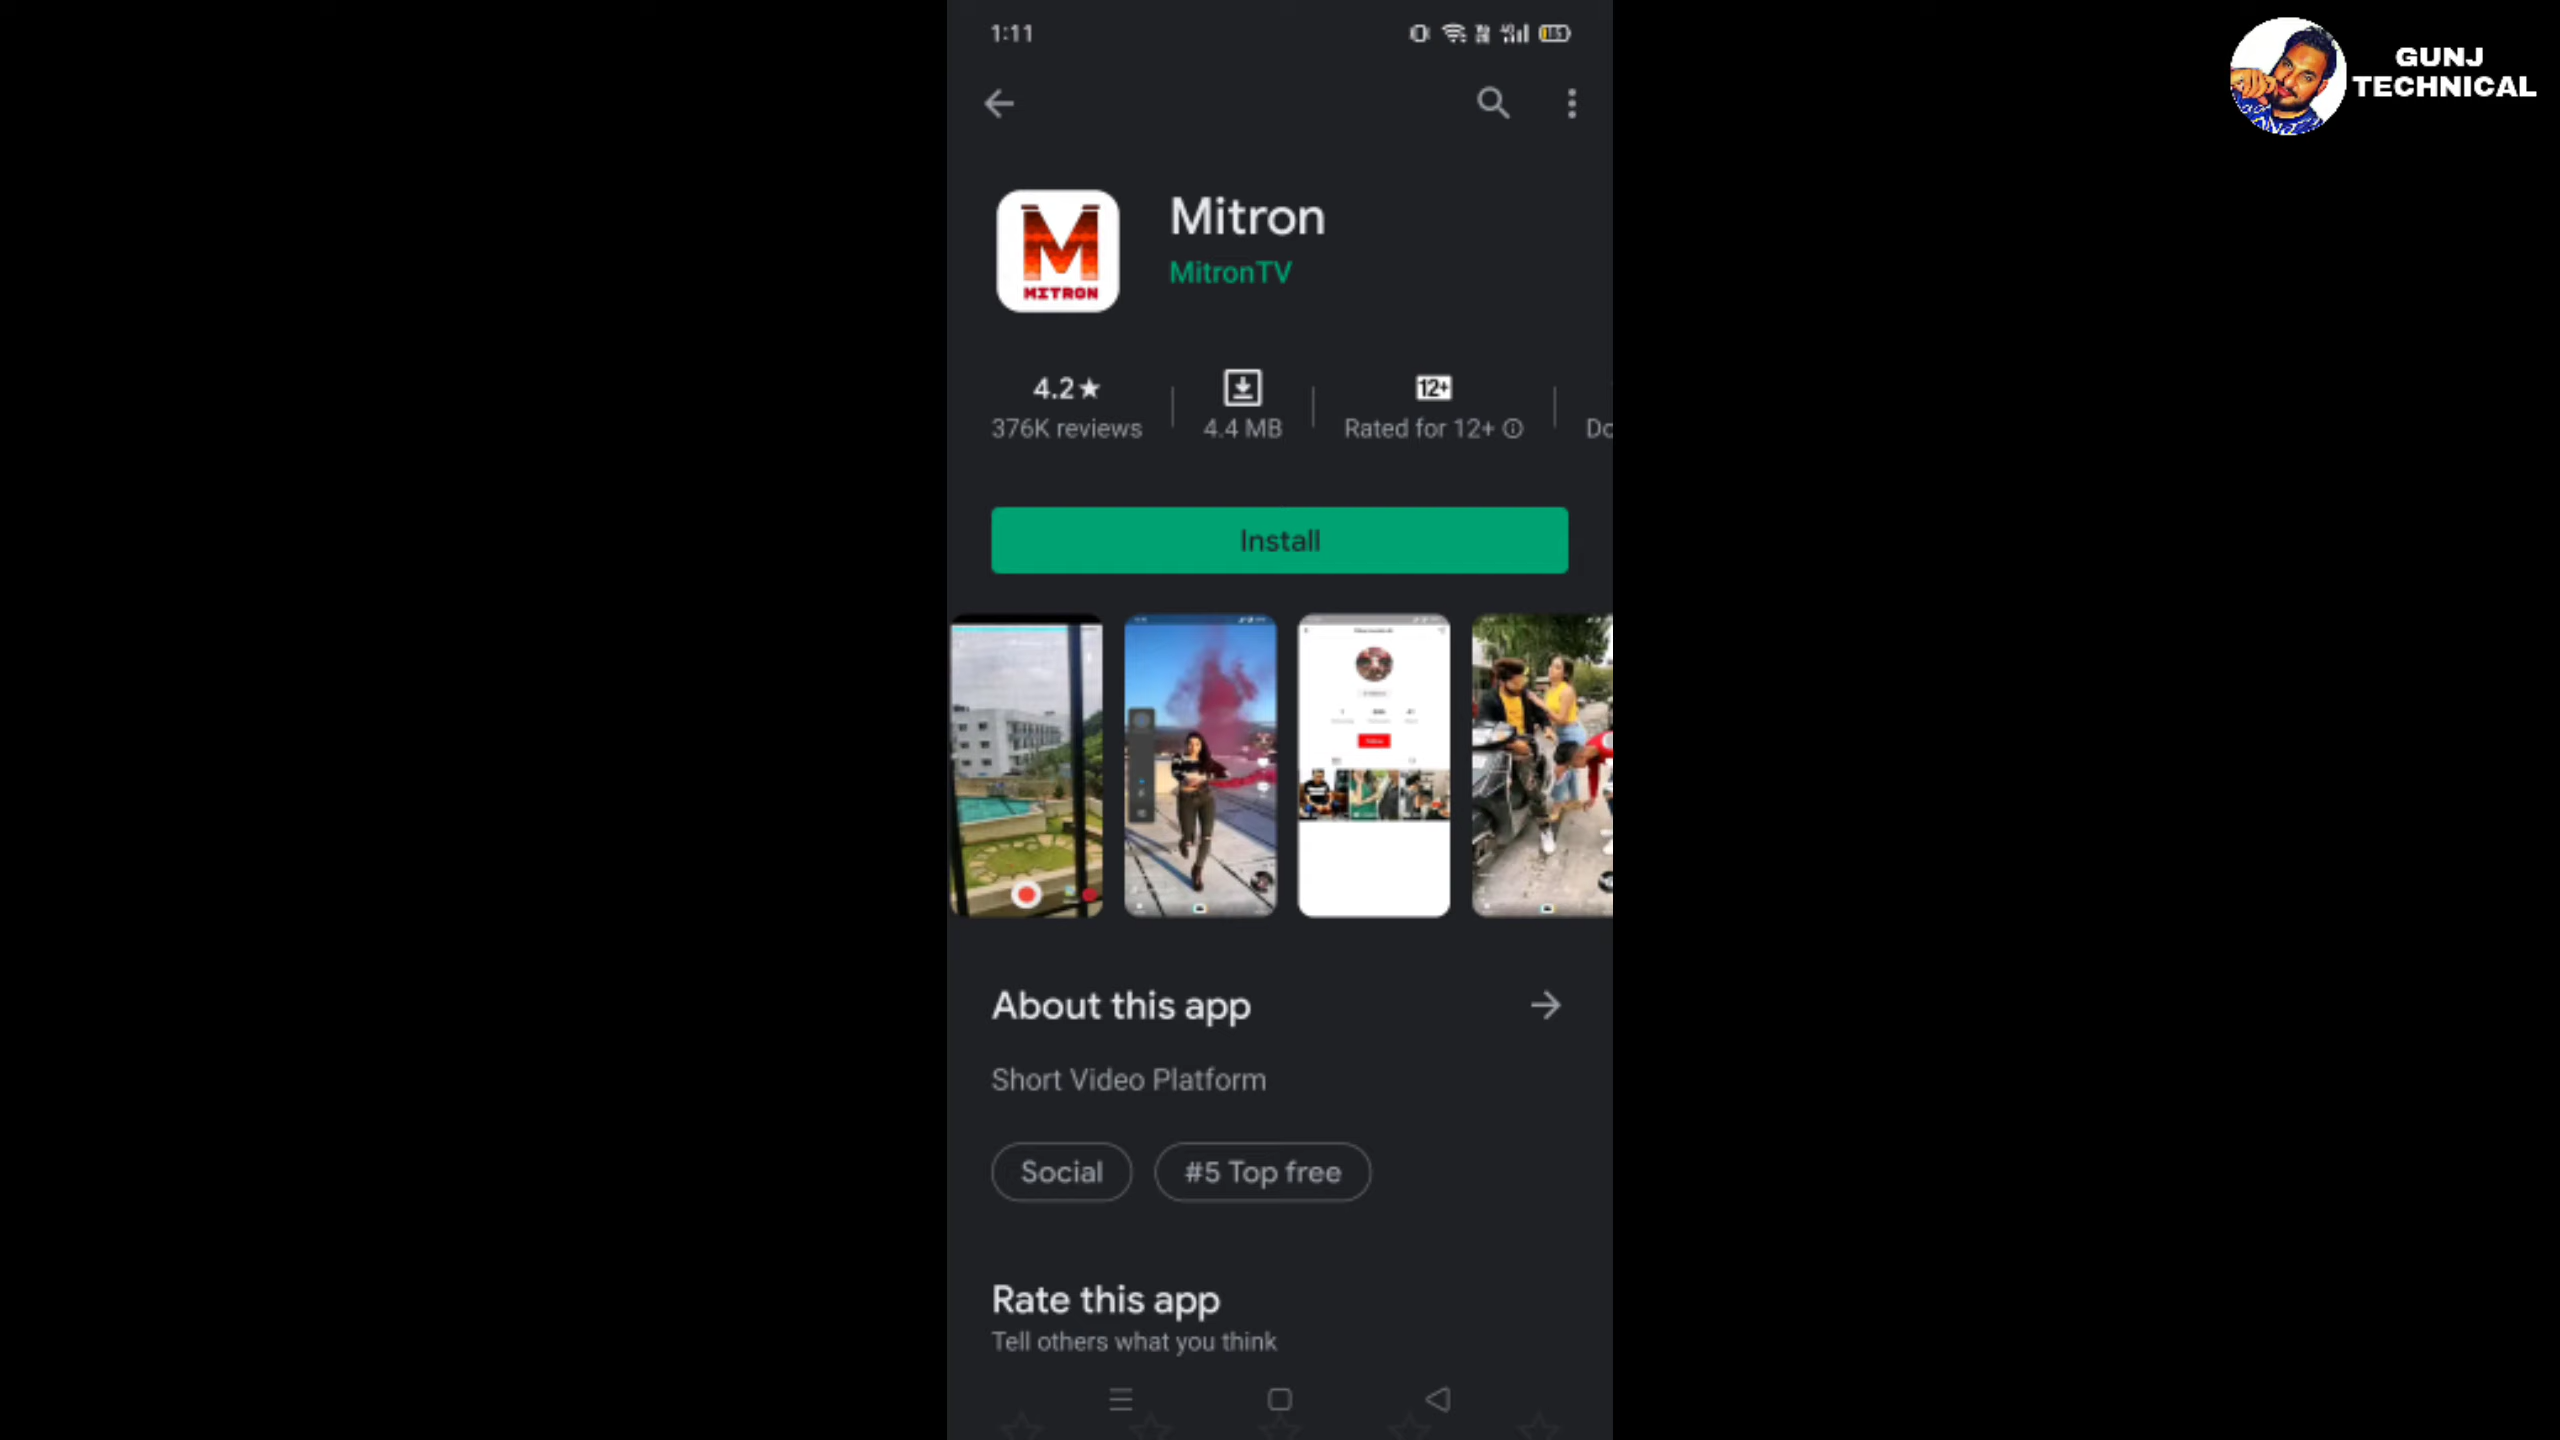 1:11
GUNJ
TECHNICAL
Mitron
MitronTV
MITRON
4.2★
376K reviews
4.4 MB
12+
Rated for 12+
Do
Install
About this app
Short Video Platform
Social
#5 Top free
Rate this app
Tell others what you think